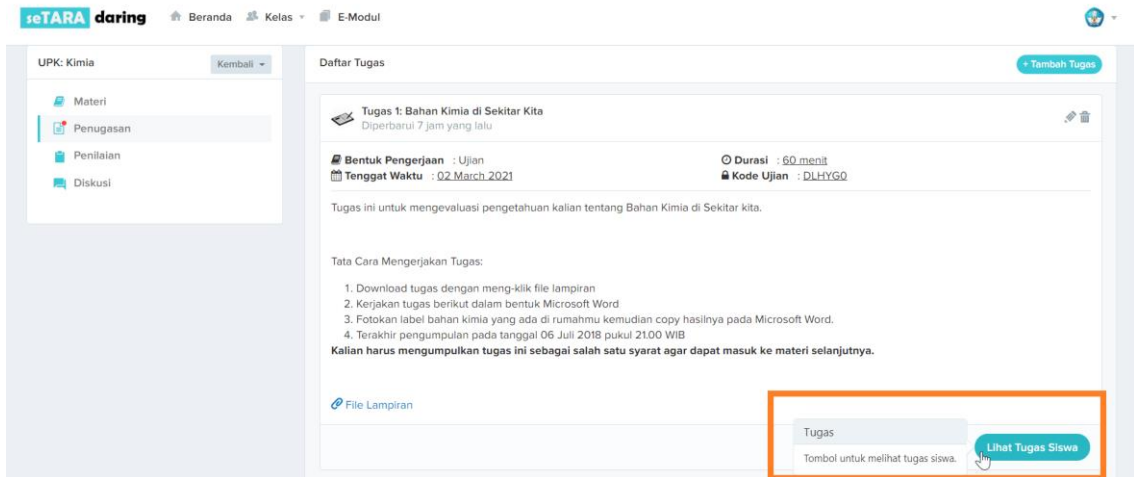 seTARA daring Beranda Kelas E-Modul
UPK: Kimia
Kembali
Materi
Penugasan
Penilaian
Diskusi
Daftar Tugas
+ Tambah Tugas
Tugas 1: Bahan Kimia di Sekitar Kita
Diperbarui 7 jam yang lalu
Bentuk Pengerjaan : Ujian
Durasi : 60 menit
Tenggat Waktu : 02 March 2021
Kode Ujian : DLHYG0
Tugas ini untuk mengevaluasi pengetahuan kalian tentang Bahan Kimia di Sekitar kita.
Tata Cara Mengerjakan Tugas:
1. Download tugas dengan meng-klik file lampiran
2. Kerjakan tugas berikut dalam bentuk Microsoft Word
3. Fotokan label bahan kimia yang ada di rumahmu kemudian copy hasilnya pada Microsoft Word.
4. Terakhir pengumpulan pada tanggal 06 Juli 2018 pukul 21.00 WIB
Kalian harus mengumpulkan tugas ini sebagai salah satu syarat agar dapat masuk ke materi selanjutnya.
File Lampiran
Tugas
Tombol untuk melihat tugas siswa.
Lihat Tugas Siswa